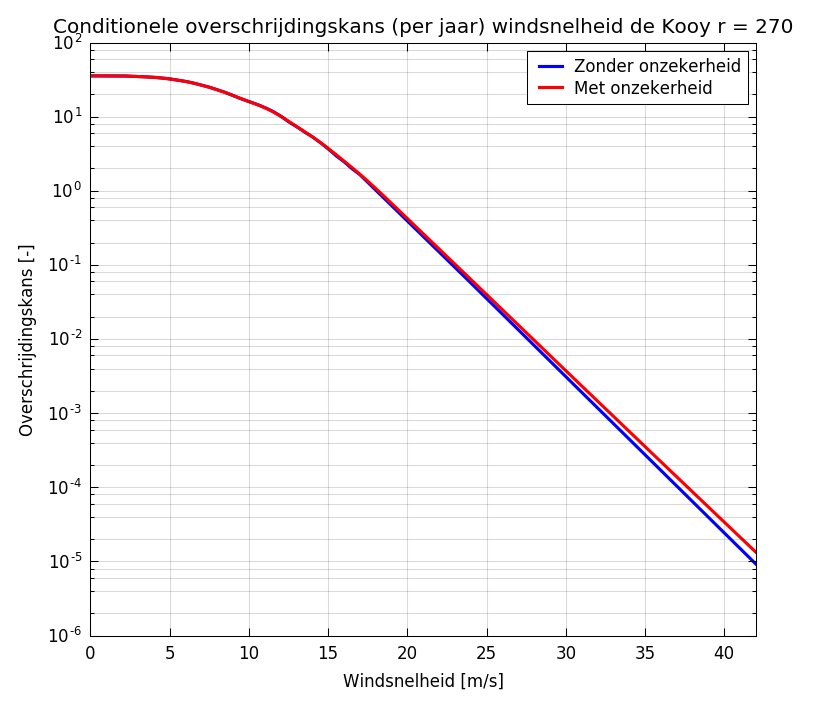 Conditionele overschrijdingskans (per jaar) windsnelheid de Kooy r = 270
Zonder onzekerheid
Met onzekerheid
Overschrijdingskans [-]
10^2
10^1
10^0
10^-1
10^-2
10^-3
10^-4
10^-5
10^-6
0 5 10 15 20 25 30 35 40
Windsnelheid [m/s]